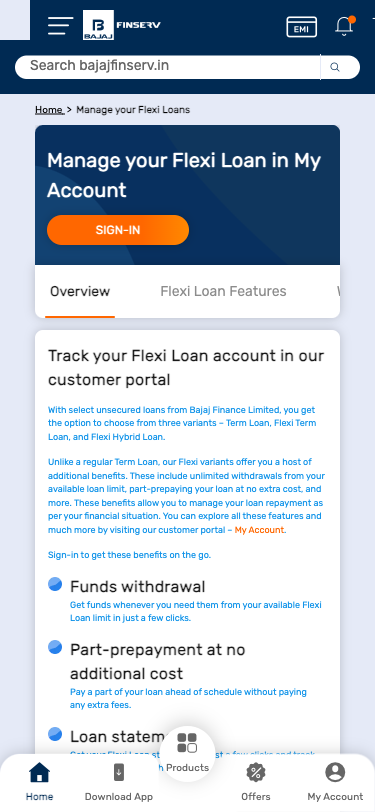 B
BAJAJ
FINSERV
EMI
Search bajajfinserv.in
Home > Manage your Flexi Loans
Manage your Flexi Loan in My
Account
SIGN-IN
Overview
Flexi Loan Features
Track your Flexi Loan account in our
customer portal
With select unsecured loans from Bajaj Finance Limited, you get
the option to choose from three variants – Term Loan, Flexi Term
Loan, and Flexi Hybrid Loan.
Unlike a regular Term Loan, our Flexi variants offer you a host of
additional benefits. These include unlimited withdrawals from your
available loan limit, part-prepaying your loan at no extra cost, and
more. These benefits allow you to manage your loan repayment as
per your financial situation. You can explore all these features and
much more by visiting our customer portal – My Account.
Sign-in to get these benefits on the go.
Funds withdrawal
Get funds whenever you need them from your available Flexi
Loan limit in just a few clicks.
Part-prepayment at no
additional cost
Pay a part of your loan ahead of schedule without paying
any extra fees.
Loan statem
Products
Home
Download App
Offers
My Account